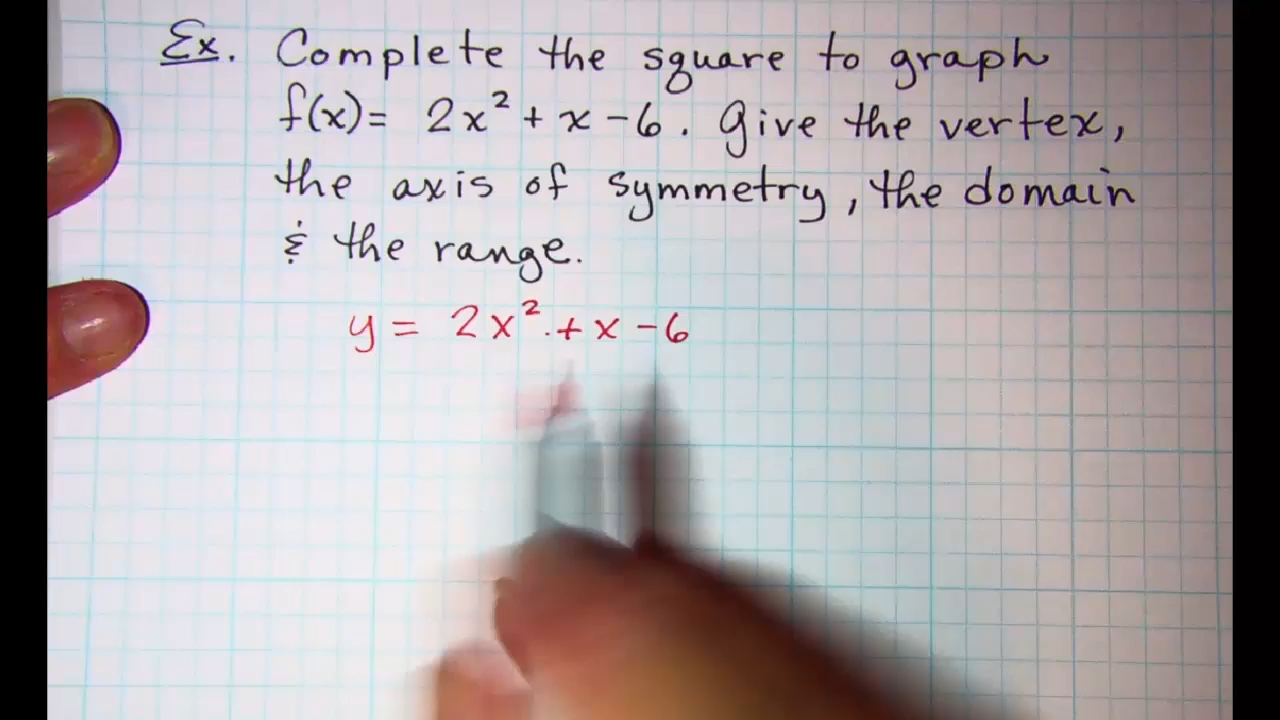 Ex. Complete the square to graph
f(x) = 2x² + x - 6. Give the vertex,
the axis of symmetry, the domain
& the range.
y = 2x² + x - 6